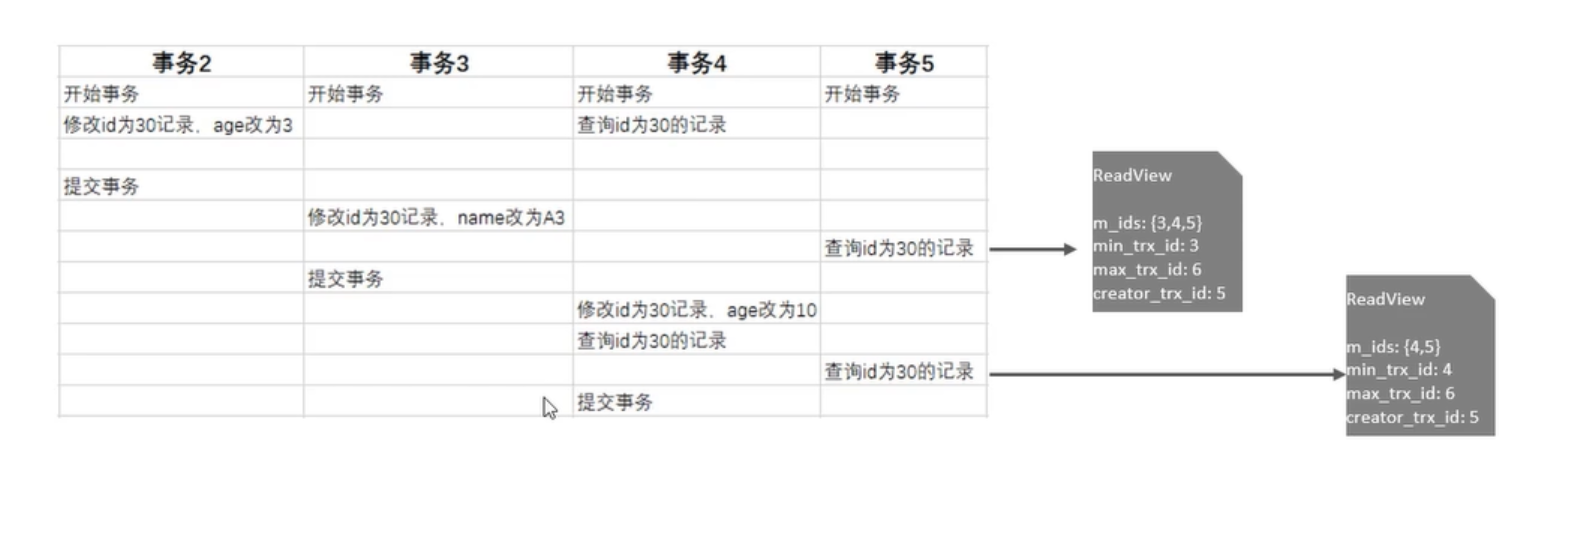 事务2 事务3 事务4 事务5
开始事务 开始事务 开始事务 开始事务
修改id为30记录，age改为3 查询id为30的记录
提交事务
修改id为30记录，name改为A3
查询id为30的记录
提交事务
修改id为30记录，age改为10
查询id为30的记录
查询id为30的记录
提交事务
ReadView
m_ids: {3,4,5}
min_trx_id: 3
max_trx_id: 6
creator_trx_id: 5
ReadView
m_ids: {4,5}
min_trx_id: 4
max_trx_id: 6
creator_trx_id: 5